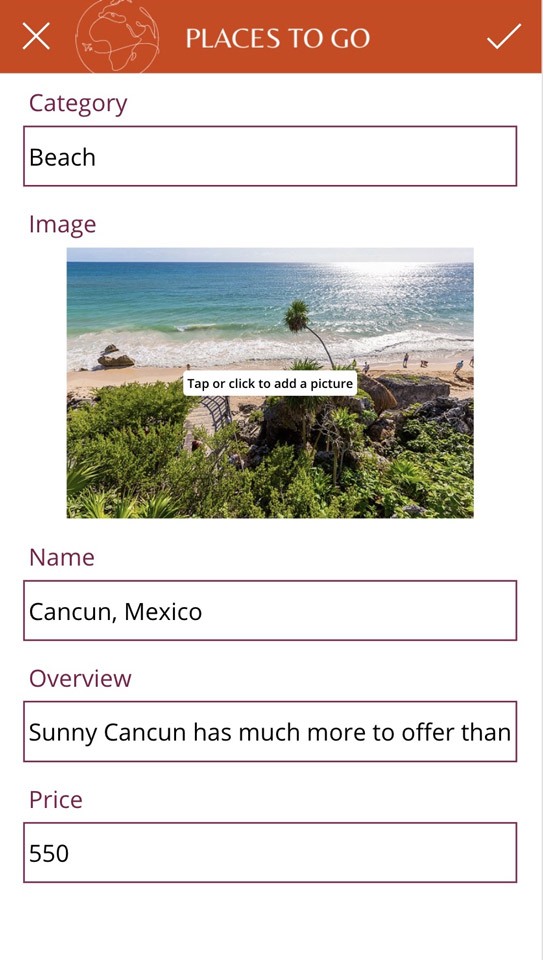 PLACES TO GO
Category
Beach
Image
Tap or click to add a picture
Name
Cancun, Mexico
Overview
Sunny Cancun has much more to offer than
Price
550